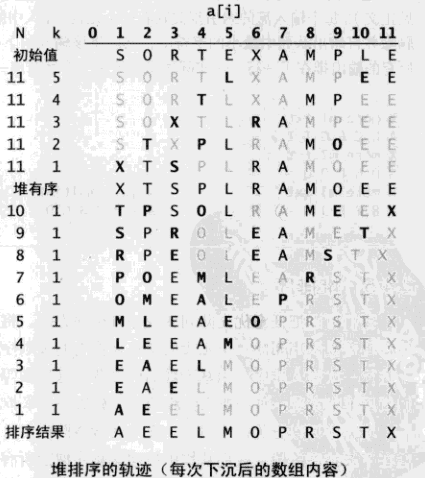 a[i]
N k 0 1 2 3 4 5 6 7 8 9 10 11
初始值 S O R T E X A M P L E
11 5 S O R T L X A M P E E
11 4 S O R T L X A M P E E
11 3 S O X T L R A M P E E
11 2 S T X P L R A M O E E
11 1 X T S P L R A M O E E
堆有序 X T S P L R A M O E E
10 1 T P S O L R A M E E X
9 1 S P R O L E A M E T X
8 1 R P E O L E A M S T X
7 1 P O E M L E A R S T X
6 1 O M E A L E P R S T X
5 1 M L E A E O P R S T X
4 1 L E E A M O P R S T X
3 1 E A E L M O P R S T X
2 1 E A E L M O P R S T X
1 1 A E E L M O P R S T X
排序结果 A E E L M O P R S T X
堆排序的轨迹（每次下沉后的数组内容）